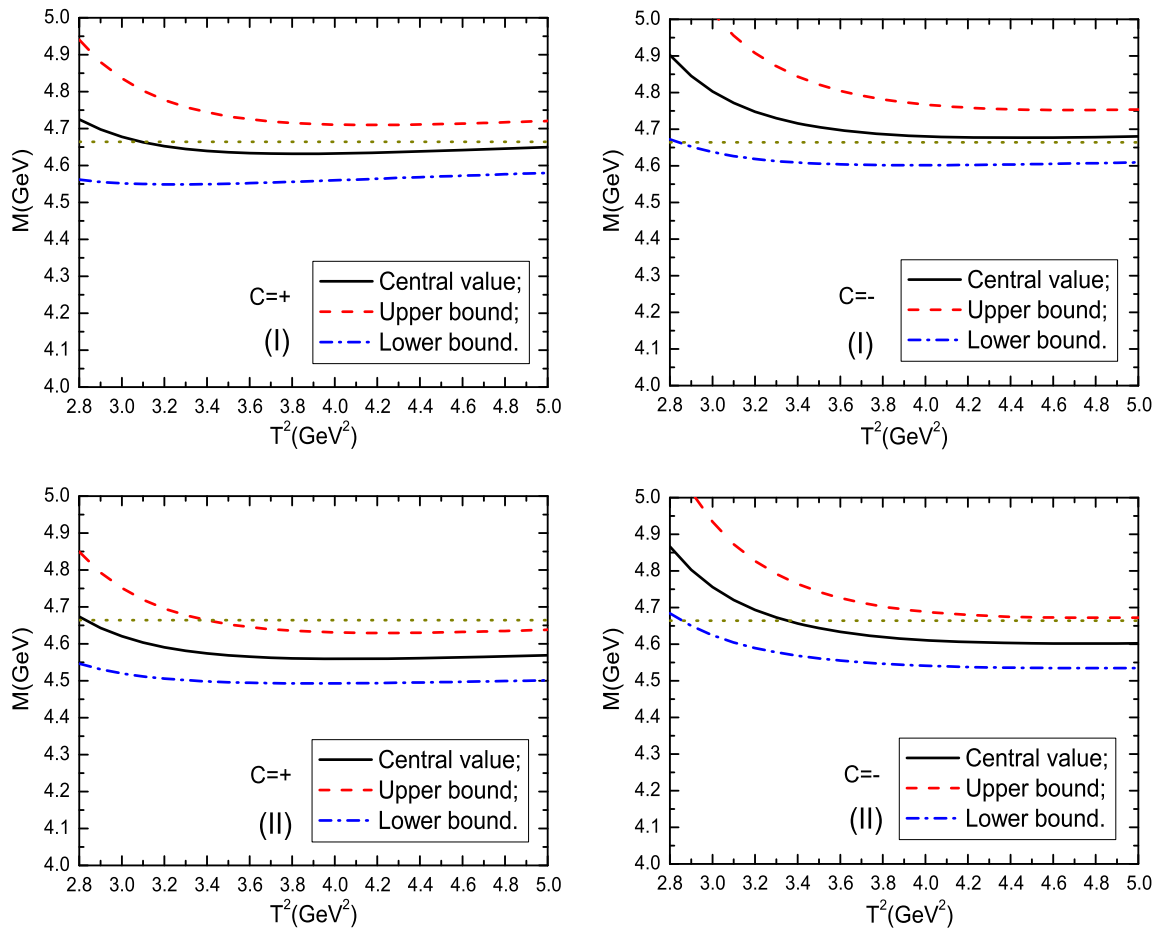 5.0
4.9
4.8
4.7
4.6
4.5
4.4
4.3
4.2
4.1
4.0
M(GeV)
C=+
(I)
Central value;
Upper bound;
Lower bound.
2.8 3.0 3.2 3.4 3.6 3.8 4.0 4.2 4.4 4.6 4.8 5.0
T²(GeV²)
5.0
4.9
4.8
4.7
4.6
4.5
4.4
4.3
4.2
4.1
4.0
M(GeV)
C=-
(I)
Central value;
Upper bound;
Lower bound.
2.8 3.0 3.2 3.4 3.6 3.8 4.0 4.2 4.4 4.6 4.8 5.0
T²(GeV²)
5.0
4.9
4.8
4.7
4.6
4.5
4.4
4.3
4.2
4.1
4.0
M(GeV)
C=+
(II)
Central value;
Upper bound;
Lower bound.
2.8 3.0 3.2 3.4 3.6 3.8 4.0 4.2 4.4 4.6 4.8 5.0
T²(GeV²)
5.0
4.9
4.8
4.7
4.6
4.5
4.4
4.3
4.2
4.1
4.0
M(GeV)
C=-
(II)
Central value;
Upper bound;
Lower bound.
2.8 3.0 3.2 3.4 3.6 3.8 4.0 4.2 4.4 4.6 4.8 5.0
T²(GeV²)